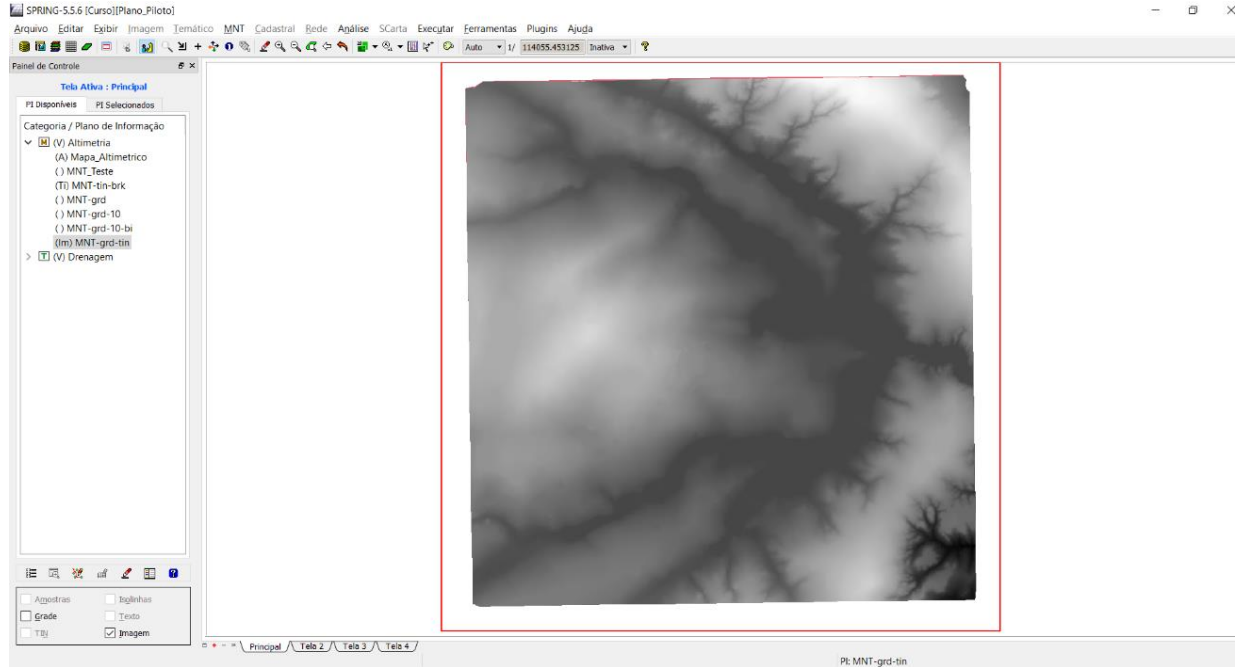 SPRING-5.5.6 [Curso][Plano_Piloto]
Arquivo Editar Exibir Imagem Temático MNT Cadastral Rede Análise SCarta Executar Ferramentas Plugins Ajuda
Auto 1/ 114055.453125 Inativa
Painel de Controle
Tela Ativa : Principal
PI Disponíveis PI Selecionados
Categoria / Plano de Informação
M (V) Altimetria
(A) Mapa_Altimetrico
( ) MNT_Teste
(Ti) MNT-tin-brk
( ) MNT-grd
( ) MNT-grd-10
( ) MNT-grd-10-bi
(Im) MNT-grd-tin
T (V) Drenagem
Amostras Isolinhas
Grade Texto
TIN Imagem
Principal Tela 2 Tela 3 Tela 4
PI: MNT-grd-tin